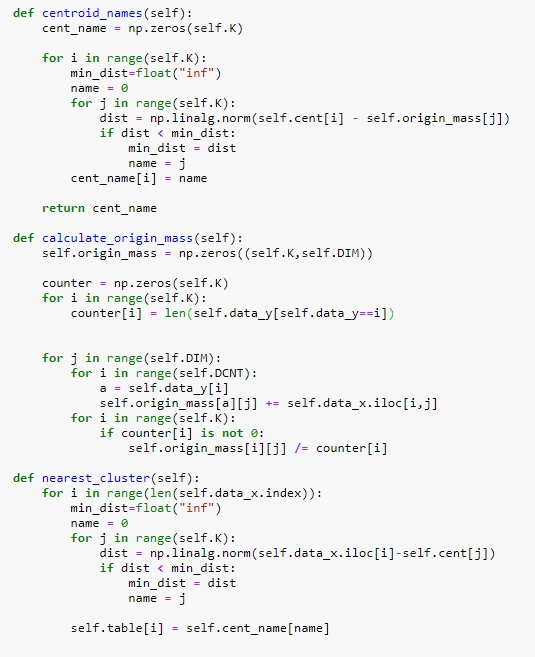 def centroid_names(self):
    cent_name = np.zeros(self.K)

    for i in range(self.K):
        min_dist=float("inf")
        name = 0
        for j in range(self.K):
            dist = np.linalg.norm(self.cent[i] - self.origin_mass[j])
            if dist < min_dist:
                min_dist = dist
                name = j
        cent_name[i] = name

    return cent_name

def calculate_origin_mass(self):
    self.origin_mass = np.zeros((self.K,self.DIM))

    counter = np.zeros(self.K)
    for i in range(self.K):
        counter[i] = len(self.data_y[self.data_y==i])


    for j in range(self.DIM):
        for i in range(self.DCNT):
            a = self.data_y[i]
            self.origin_mass[a][j] += self.data_x.iloc[i,j]
        for i in range(self.K):
            if counter[i] is not 0:
                self.origin_mass[i][j] /= counter[i]

def nearest_cluster(self):
    for i in range(len(self.data_x.index)):
        min_dist=float("inf")
        name = 0
        for j in range(self.K):
            dist = np.linalg.norm(self.data_x.iloc[i]-self.cent[j])
            if dist < min_dist:
                min_dist = dist
                name = j

        self.table[i] = self.cent_name[name]